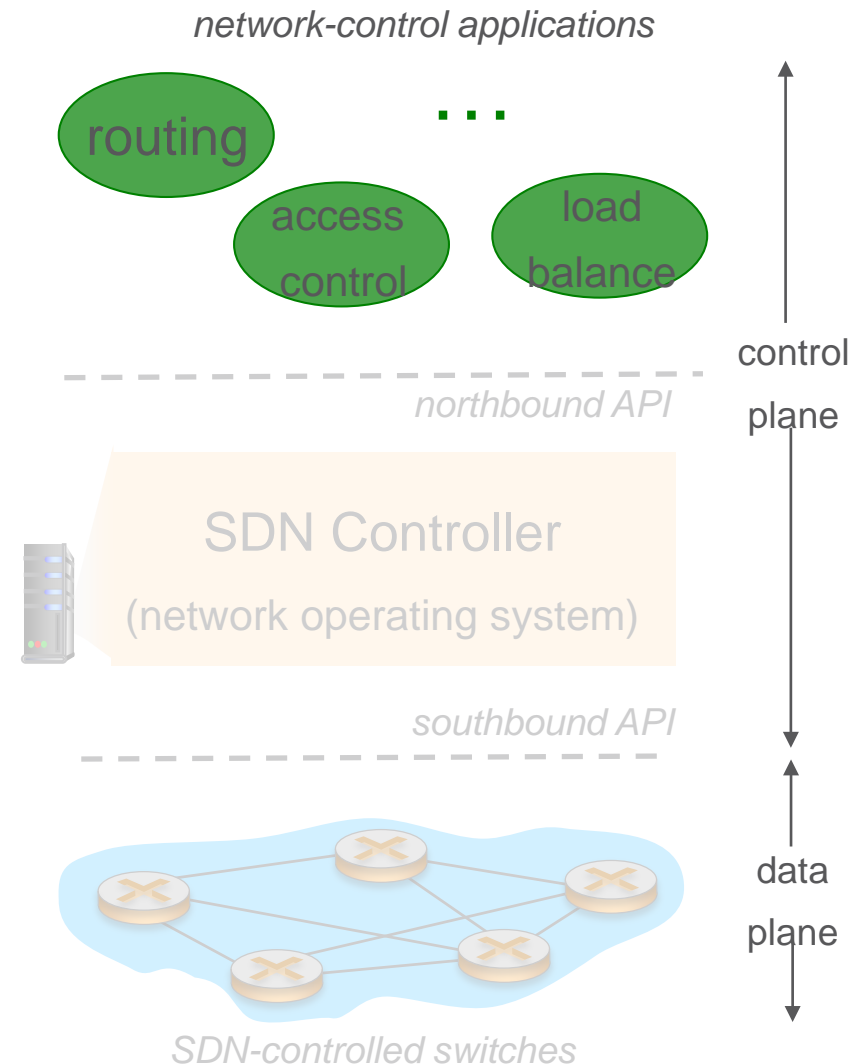 network-control applications
routing
...
access
control
load
balance
control
plane
northbound API
SDN Controller
(network operating system)
southbound API
data
plane
SDN-controlled switches